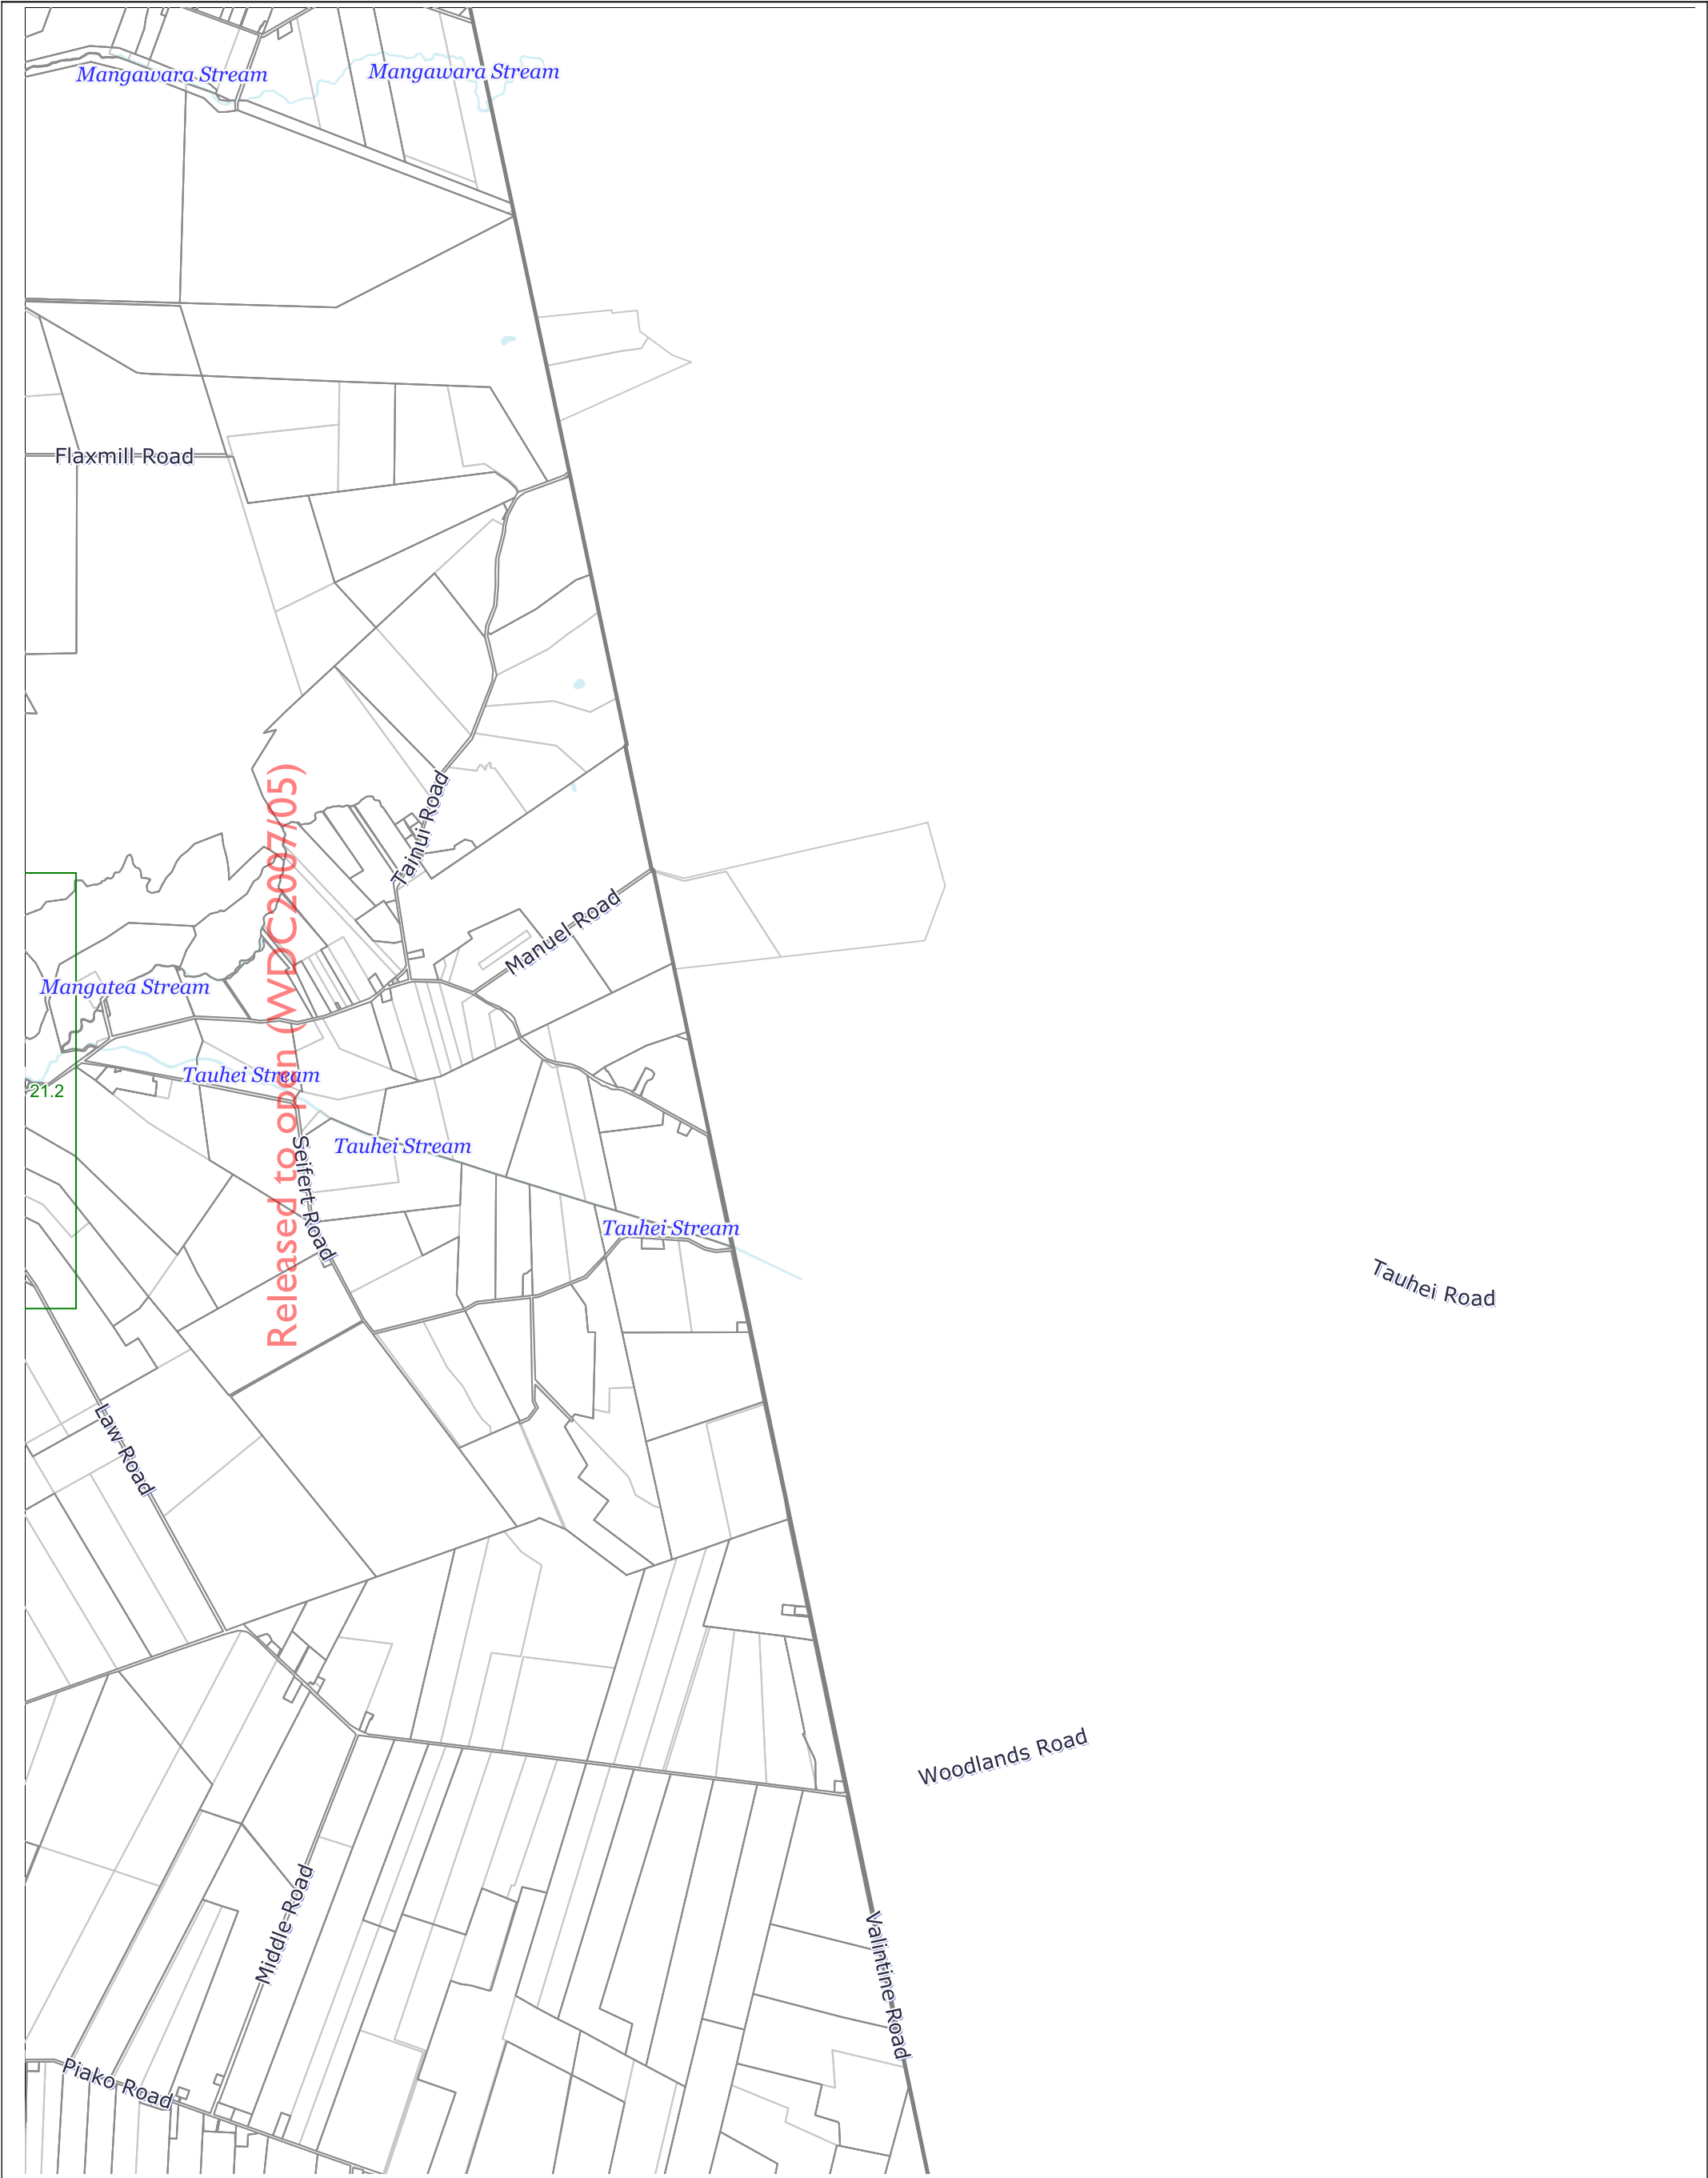 Mangawara Stream
Mangawara Stream
Flaxmill Road
Tainui Road
Released to open (WDC2007/05)
Manuel Road
Mangatea Stream
Tauhei Stream
21.2
Tauhei Stream
Seifert Road
Tauhei Stream
Tauhei Road
Law Road
Woodlands Road
Middle Road
Valintine Road
Piako Road